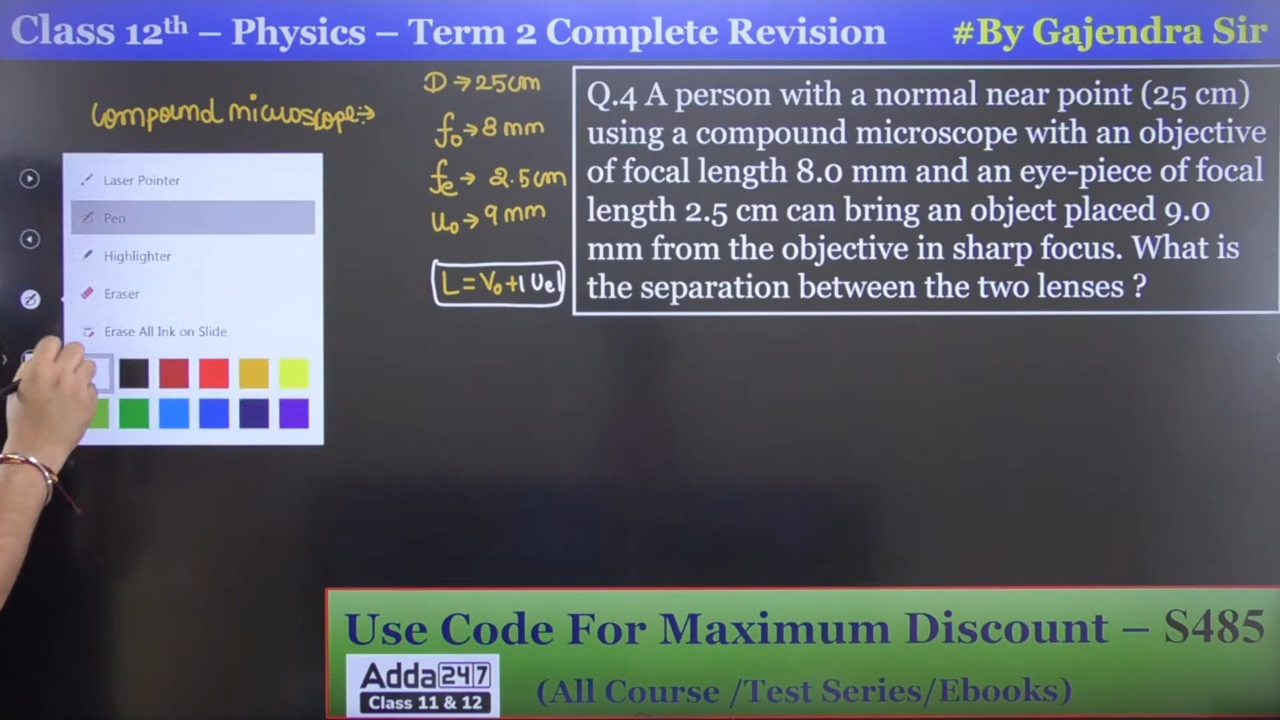 Class 12th – Physics – Term 2 Complete Revision #By Gajendra Sir
Compound microscope:→
D → 25cm
fo → 8 mm
fe → 2.5cm
uo → 9 mm
L = Vo + |Ue|
Q.4 A person with a normal near point (25 cm)
using a compound microscope with an objective
of focal length 8.0 mm and an eye-piece of focal
length 2.5 cm can bring an object placed 9.0
mm from the objective in sharp focus. What is
the separation between the two lenses ?
Laser Pointer
Pen
Highlighter
Eraser
Erase All Ink on Slide
Use Code For Maximum Discount – S485
Adda247
Class 11 & 12
(All Course /Test Series/Ebooks)